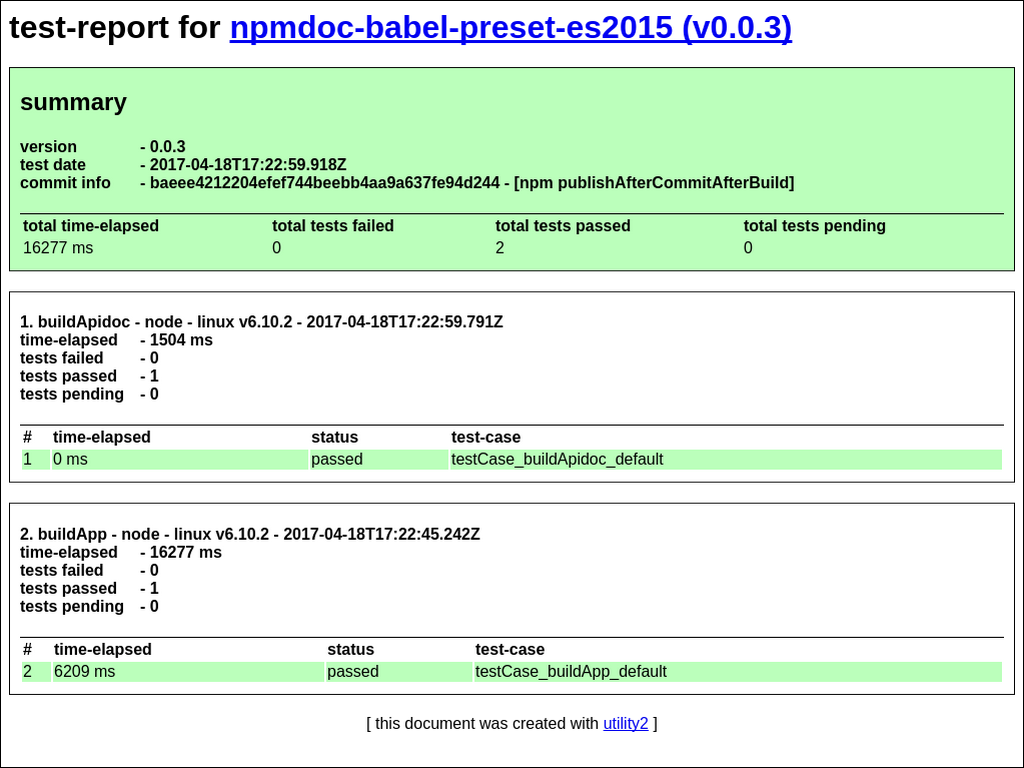 test-report for npmdoc-babel-preset-es2015 (v0.0.3)
summary
version - 0.0.3
test date - 2017-04-18T17:22:59.918Z
commit info - baeee4212204efef744beebb4aa9a637fe94d244 - [npm publishAfterCommitAfterBuild]
total time-elapsed total tests failed total tests passed total tests pending
16277 ms 0 2 0
1. buildApidoc - node - linux v6.10.2 - 2017-04-18T17:22:59.791Z
time-elapsed - 1504 ms
tests failed - 0
tests passed - 1
tests pending - 0
# time-elapsed status test-case
1 0 ms passed testCase_buildApidoc_default
2. buildApp - node - linux v6.10.2 - 2017-04-18T17:22:45.242Z
time-elapsed - 16277 ms
tests failed - 0
tests passed - 1
tests pending - 0
# time-elapsed status test-case
2 6209 ms passed testCase_buildApp_default
[ this document was created with utility2 ]